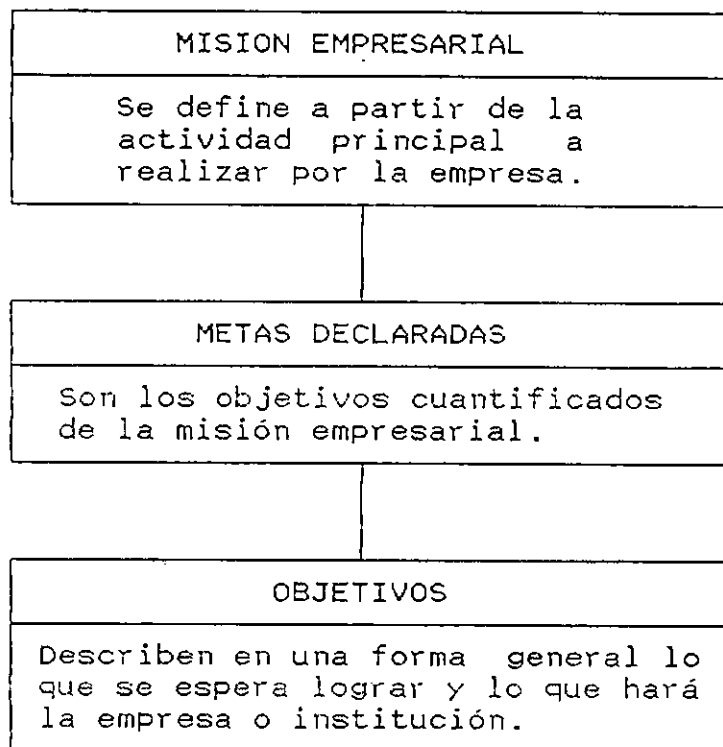 MISION EMPRESARIAL
Se define a partir de la
actividad principal a
realizar por la empresa.
METAS DECLARADAS
Son los objetivos cuantificados
de la misión empresarial.
OBJETIVOS
Describen en una forma general lo
que se espera lograr y lo que hará
la empresa o institución.